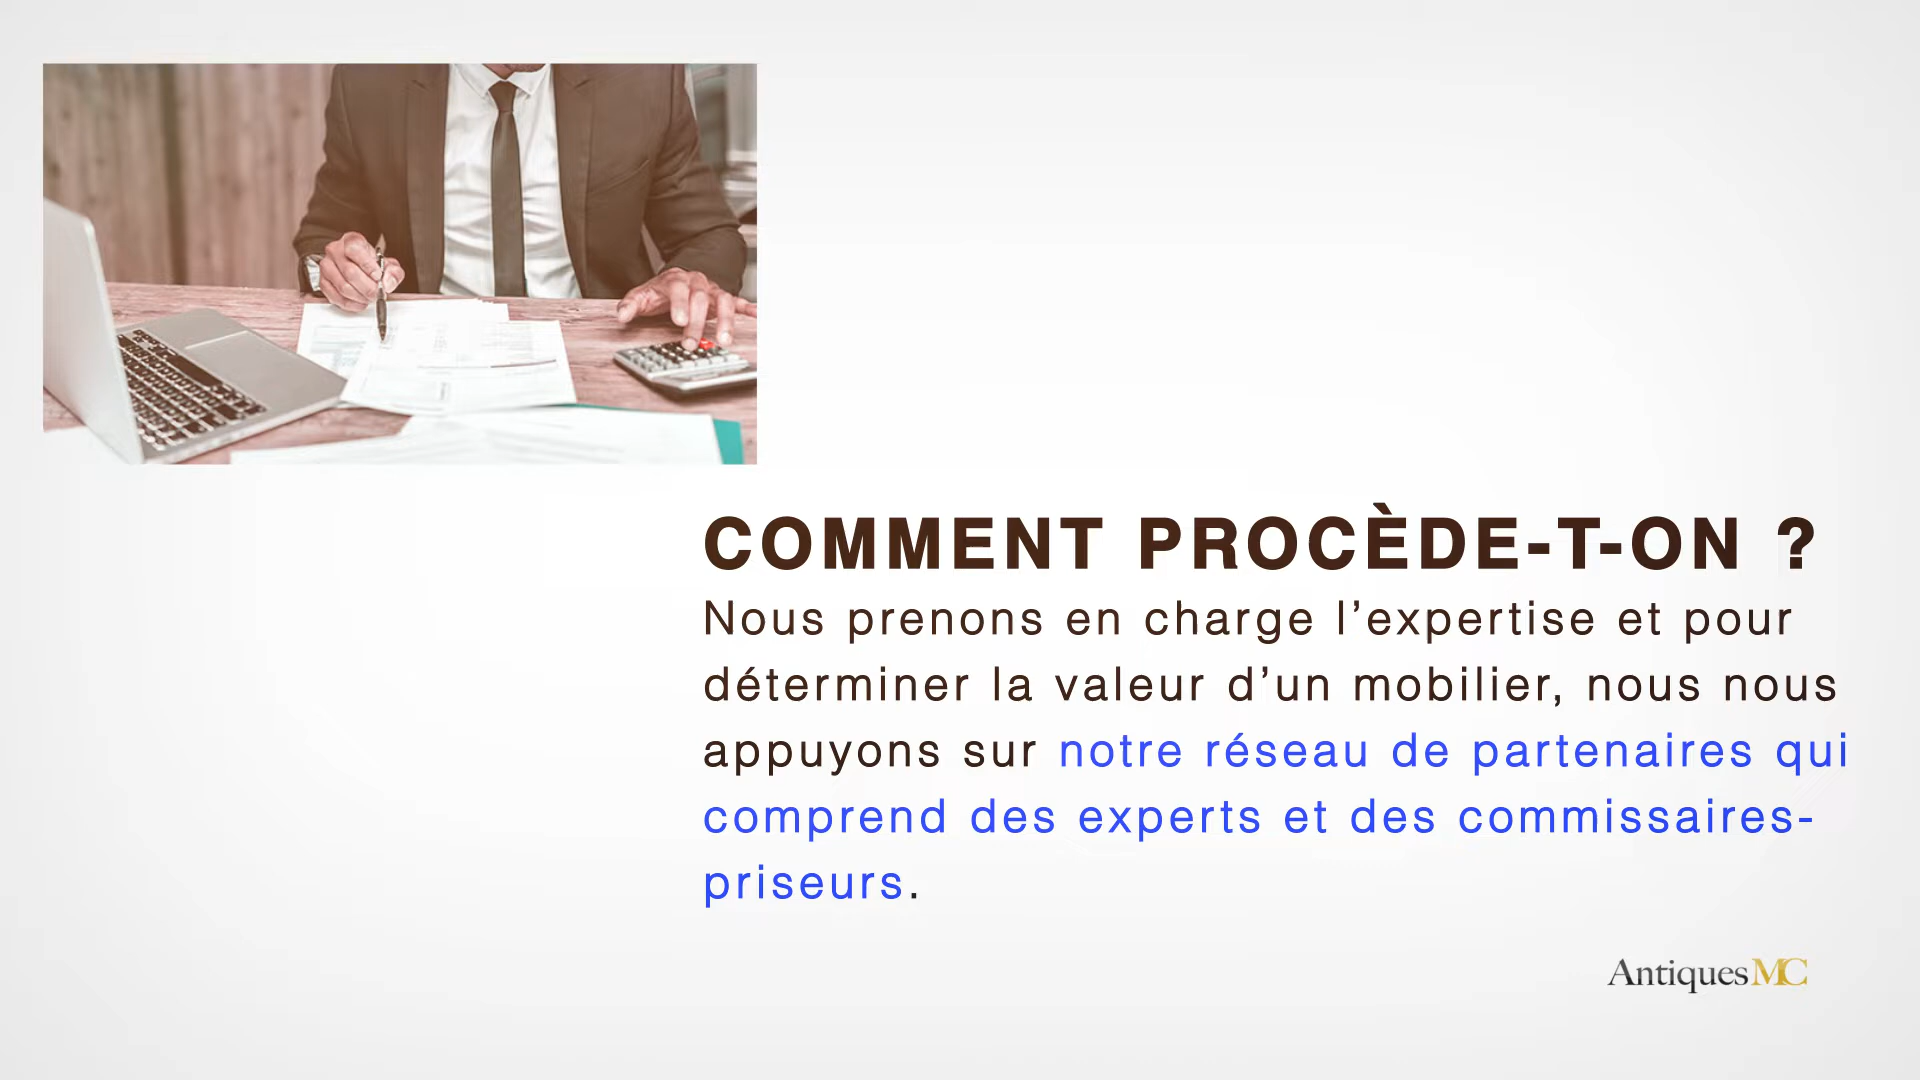 COMMENT PROCÈDE-T-ON ?
Nous prenons en charge l’expertise et pour
déterminer la valeur d’un mobilier, nous nous
appuyons sur notre réseau de partenaires qui
comprend des experts et des commissaires-
priseurs.
AntiquesMC